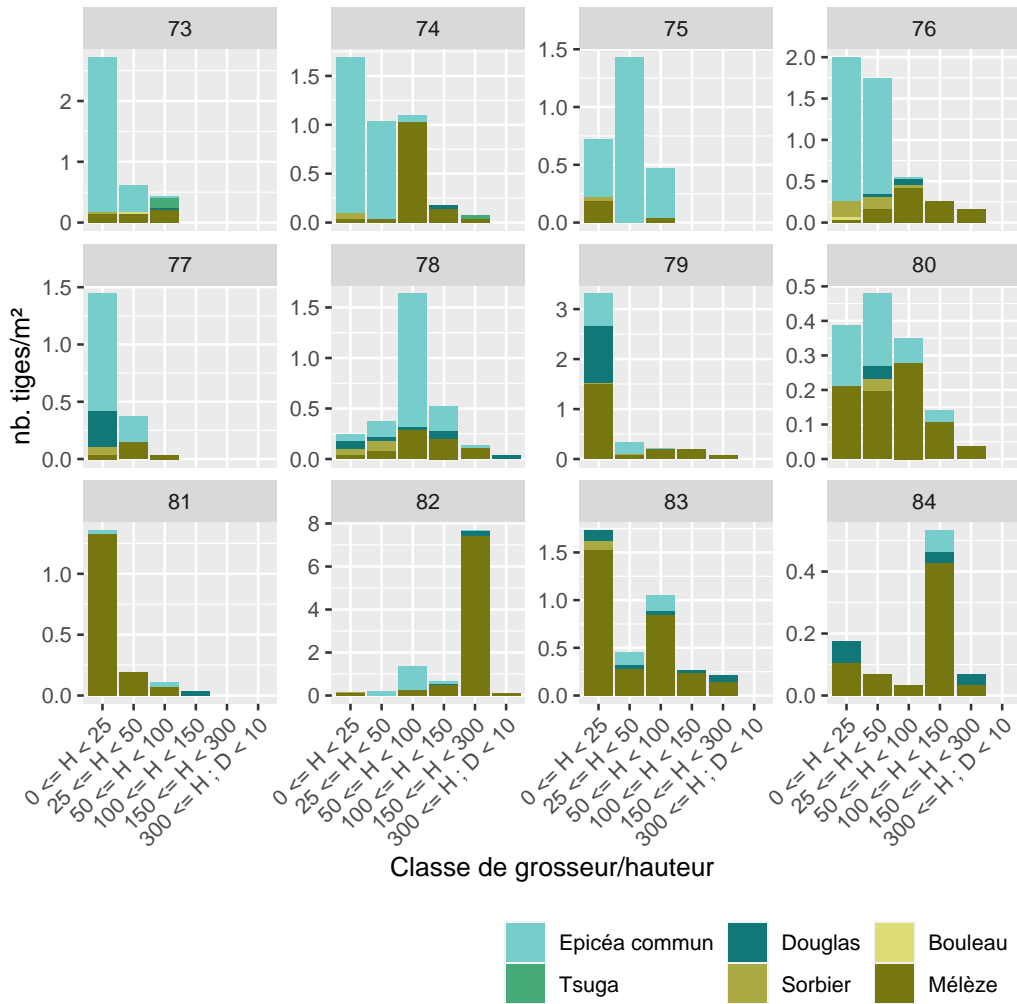 73 74 75 76
2 1 0
1.5 1.0 0.5 0.0
1.5 1.0 0.5 0.0
2.0 1.5 1.0 0.5 0.0
77 78 79 80
1.5 1.0 0.5 0.0
1.5 1.0 0.5 0.0
3 2 1 0
0.5 0.4 0.3 0.2 0.1 0.0
nb. tiges/m²
81 82 83 84
1.0 0.5 0.0
8 6 4 2 0
1.5 1.0 0.5 0.0
0.4 0.2 0.0
0 <= H < 25
25 <= H < 50
50 <= H < 100
100 <= H < 150
150 <= H < 300
300 <= H ; D < 10
0 <= H < 25
25 <= H < 50
50 <= H < 100
100 <= H < 150
150 <= H < 300
300 <= H ; D < 10
0 <= H < 25
25 <= H < 50
50 <= H < 100
100 <= H < 150
150 <= H < 300
300 <= H ; D < 10
0 <= H < 25
25 <= H < 50
50 <= H < 100
100 <= H < 150
150 <= H < 300
300 <= H ; D < 10
Classe de grosseur/hauteur
Epicéa commun Douglas Bouleau
Tsuga Sorbier Mélèze